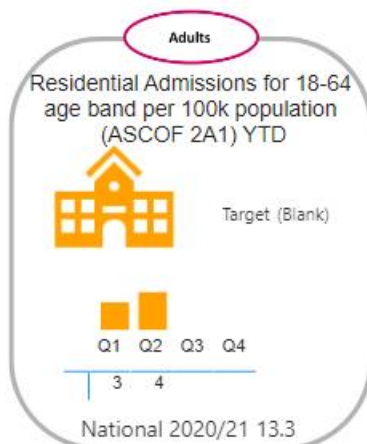 Adults
Residential Admissions for 18-64
age band per 100k population
(ASCOF 2A1) YTD
Target (Blank)
Q1 Q2 Q3 Q4
3 4
National 2020/21 13.3